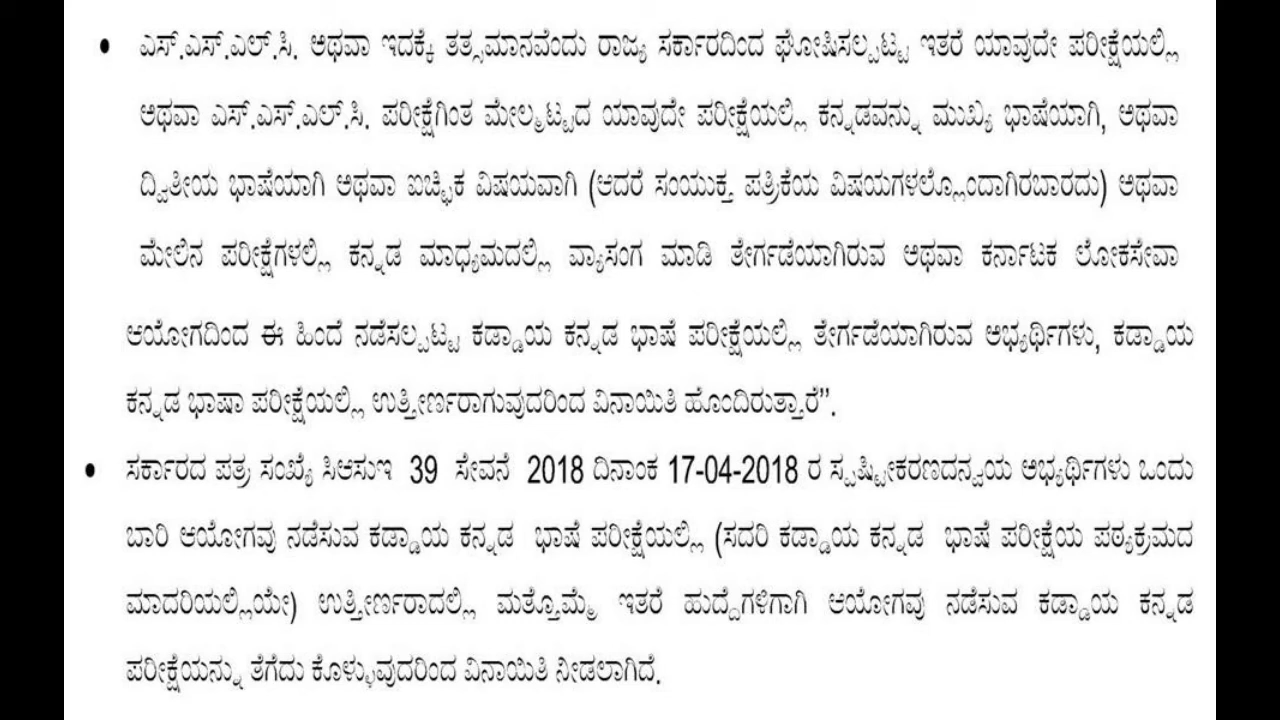 • ಎಸ್.ಎಸ್.ಎಲ್.ಸಿ. ಅಥವಾ ಇದಕ್ಕೆ ತತ್ಸಮಾನವೆಂದು ರಾಜ್ಯ ಸರ್ಕಾರದಿಂದ ಘೋಷಿಸಲ್ಪಟ್ಟ ಇತರೆ ಯಾವುದೇ ಪರೀಕ್ಷೆಯಲ್ಲಿ
ಅಥವಾ ಎಸ್.ಎಸ್.ಎಲ್.ಸಿ. ಪರೀಕ್ಷೆಗಿಂತ ಮೇಲ್ಮಟ್ಟದ ಯಾವುದೇ ಪರೀಕ್ಷೆಯಲ್ಲಿ ಕನ್ನಡವನ್ನು ಮುಖ್ಯ ಭಾಷೆಯಾಗಿ, ಅಥವಾ
ದ್ವಿತೀಯ ಭಾಷೆಯಾಗಿ ಅಥವಾ ಐಚ್ಛಿಕ ವಿಷಯವಾಗಿ (ಆದರೆ ಸಂಯುಕ್ತ ಪತ್ರಿಕೆಯ ವಿಷಯಗಳಲ್ಲೊಂದಾಗಿರಬಾರದು) ಅಥವಾ
ಮೇಲಿನ ಪರೀಕ್ಷೆಗಳಲ್ಲಿ ಕನ್ನಡ ಮಾಧ್ಯಮದಲ್ಲಿ ವ್ಯಾಸಂಗ ಮಾಡಿ ತೇರ್ಗಡೆಯಾಗಿರುವ ಅಥವಾ ಕರ್ನಾಟಕ ಲೋಕಸೇವಾ
ಆಯೋಗದಿಂದ ಈ ಹಿಂದೆ ನಡೆಸಲ್ಪಟ್ಟ ಕಡ್ಡಾಯ ಕನ್ನಡ ಭಾಷೆ ಪರೀಕ್ಷೆಯಲ್ಲಿ ತೇರ್ಗಡೆಯಾಗಿರುವ ಅಭ್ಯರ್ಥಿಗಳು, ಕಡ್ಡಾಯ
ಕನ್ನಡ ಭಾಷಾ ಪರೀಕ್ಷೆಯಲ್ಲಿ ಉತ್ತೀರ್ಣರಾಗುವುದರಿಂದ ವಿನಾಯಿತಿ ಹೊಂದಿರುತ್ತಾರೆ”.
• ಸರ್ಕಾರದ ಪತ್ರ ಸಂಖ್ಯೆ ಸಿಆಸುಇ 39 ಸೇವನೆ 2018 ದಿನಾಂಕ 17-04-2018 ರ ಸ್ಪಷ್ಟೀಕರಣದನ್ವಯ ಅಭ್ಯರ್ಥಿಗಳು ಒಂದು
ಬಾರಿ ಆಯೋಗವು ನಡೆಸುವ ಕಡ್ಡಾಯ ಕನ್ನಡ ಭಾಷೆ ಪರೀಕ್ಷೆಯಲ್ಲಿ (ಸದರಿ ಕಡ್ಡಾಯ ಕನ್ನಡ ಭಾಷೆ ಪರೀಕ್ಷೆಯ ಪಠ್ಯಕ್ರಮದ
ಮಾದರಿಯಲ್ಲಿಯೇ) ಉತ್ತೀರ್ಣರಾದಲ್ಲಿ ಮತ್ತೊಮ್ಮೆ ಇತರೆ ಹುದ್ದೆಗಳಿಗಾಗಿ ಆಯೋಗವು ನಡೆಸುವ ಕಡ್ಡಾಯ ಕನ್ನಡ
ಪರೀಕ್ಷೆಯನ್ನು ತೆಗೆದು ಕೊಳ್ಳುವುದರಿಂದ ವಿನಾಯಿತಿ ನೀಡಲಾಗಿದೆ.